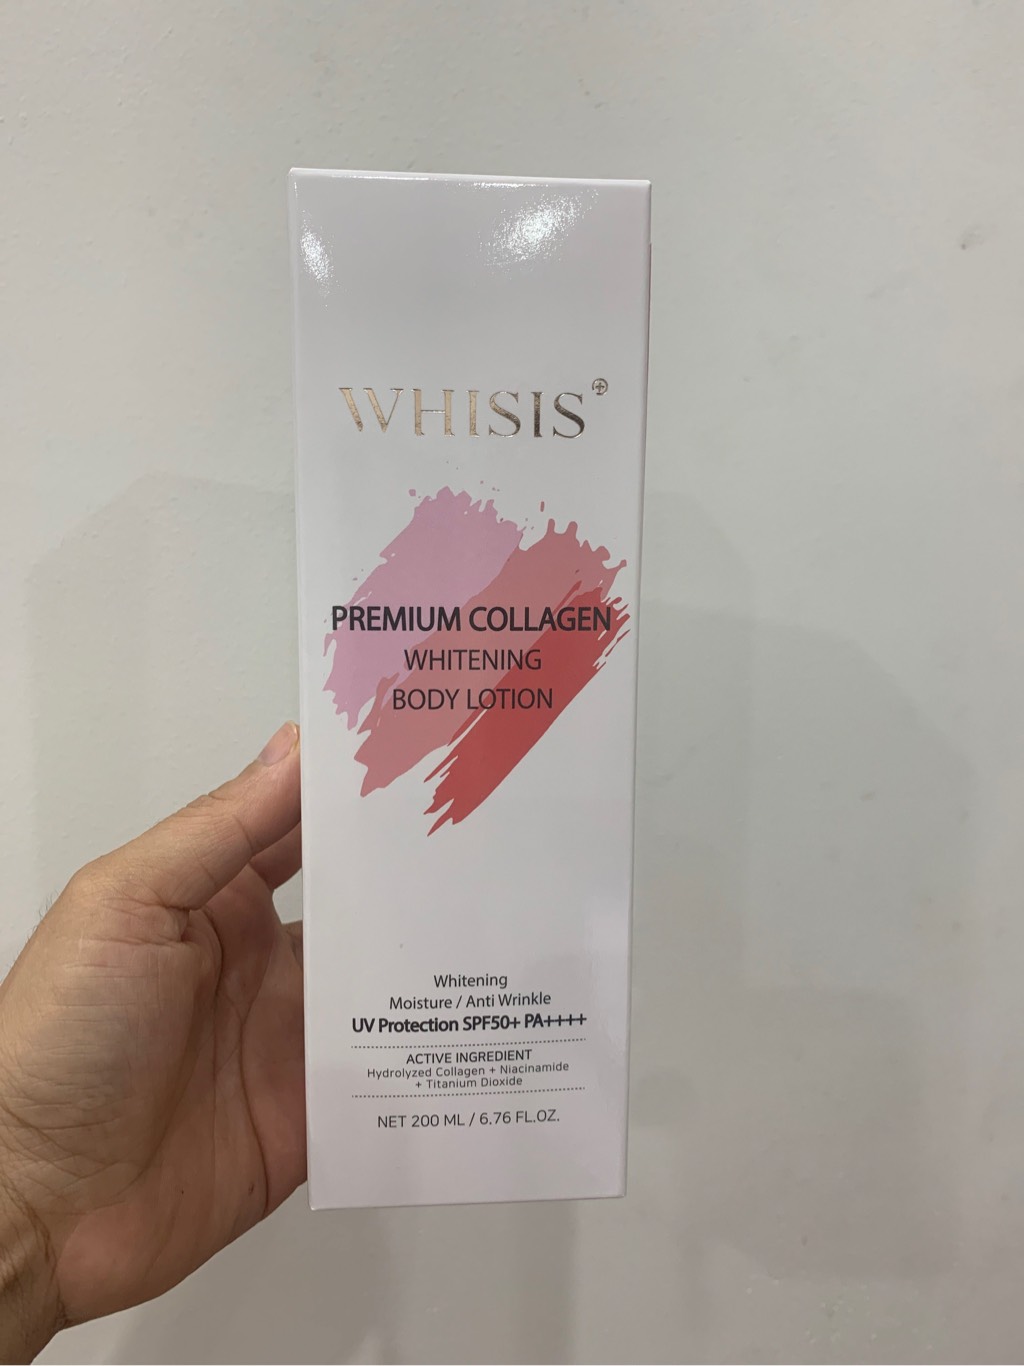 WHISIS
PREMIUM COLLAGEN
WHITENING
BODY LOTION
Whitening
Moisture / Anti Wrinkle
UV Protection SPF50+ PA++++
ACTIVE INGREDIENT
Hydrolyzed Collagen + Niacinamide
+ Titanium Dioxide
NET 200 ML / 6.76 FL.OZ.